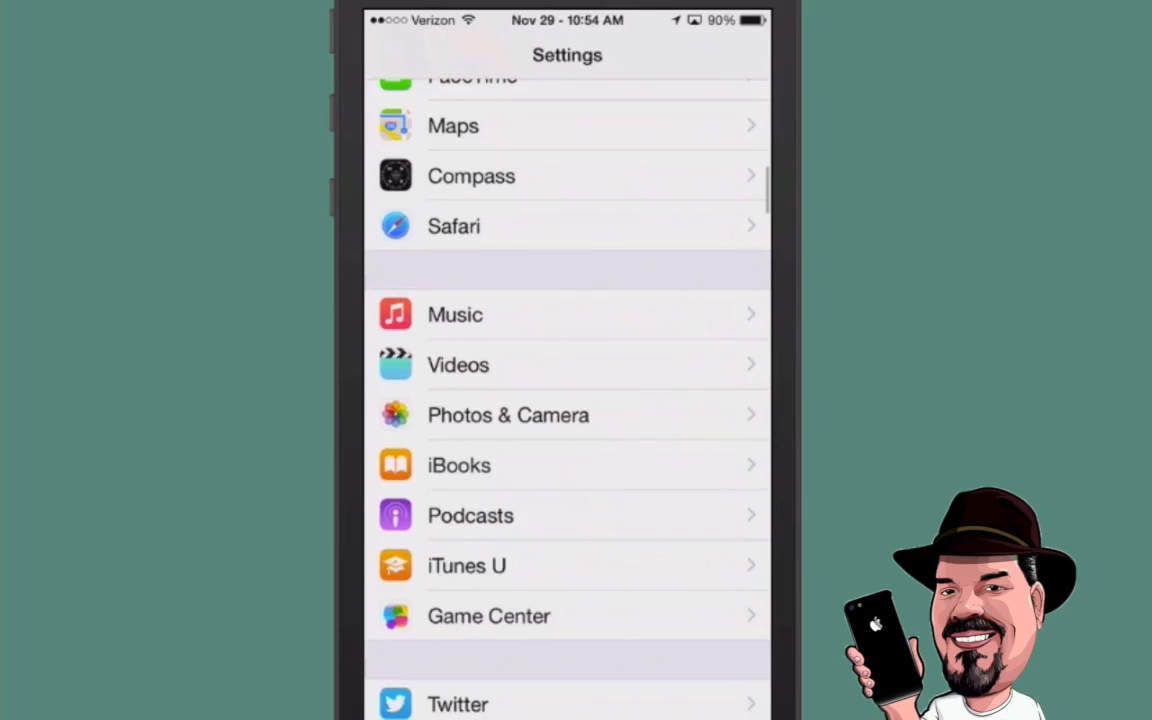 Verizon Nov 29 - 10:54 AM 90%
Settings
FaceTime
Maps
Compass
Safari
Music
Videos
Photos & Camera
iBooks
Podcasts
iTunes U
Game Center
Twitter